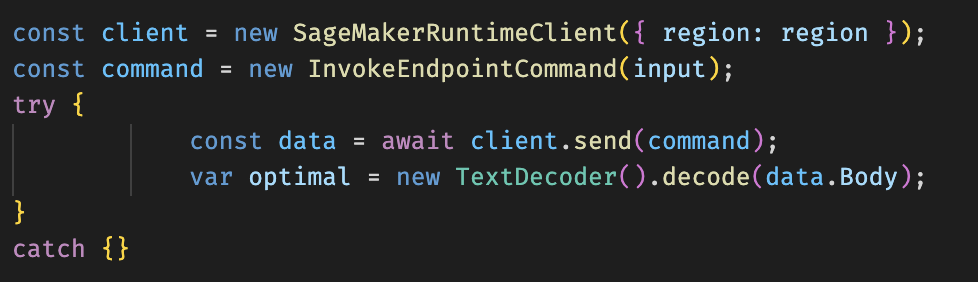 const client = new SageMakerRuntimeClient({ region: region });
const command = new InvokeEndpointCommand(input);
try {
            const data = await client.send(command);
            var optimal = new TextDecoder().decode(data.Body);
}
catch {}